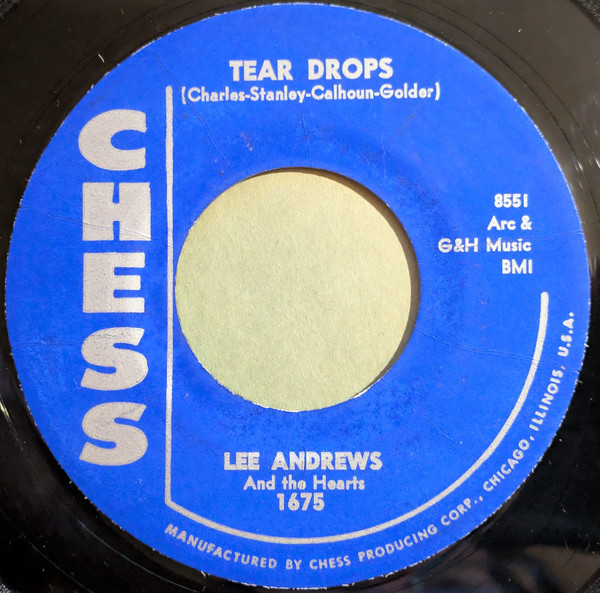 TEAR DROPS
(Charles-Stanley-Calhoun-Golder)
CHESS
8551
Arc &
G&H Music
BMI
LEE ANDREWS
And the Hearts
1675
MANUFACTURED BY CHESS PRODUCING CORP., CHICAGO, ILLINOIS, U.S.A.